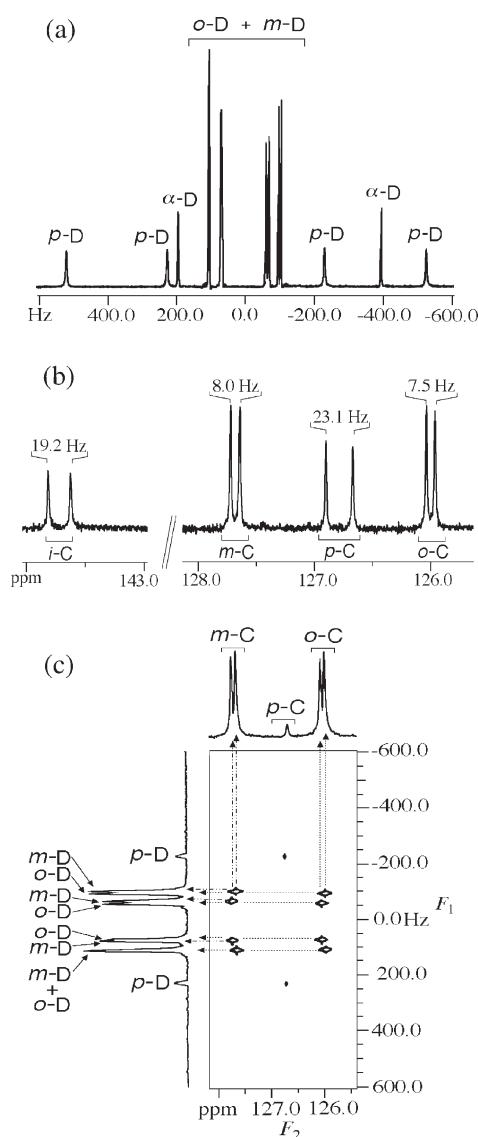 (a)
o-D + m-D
p-D
p-D
α-D
p-D
α-D
p-D
Hz 400.0 200.0 0.0 -200.0 -400.0 -600.0
(b)
19.2 Hz
8.0 Hz
23.1 Hz
7.5 Hz
i-C
m-C
p-C
o-C
ppm 143.0 128.0 127.0 126.0
(c)
m-C
o-C
p-C
-600.0
-400.0
-200.0
0.0 Hz F1
200.0
400.0
600.0
p-D
m-D
o-D
m-D
o-D
o-D
m-D
m-D
+
o-D
p-D
ppm 127.0 126.0
F2